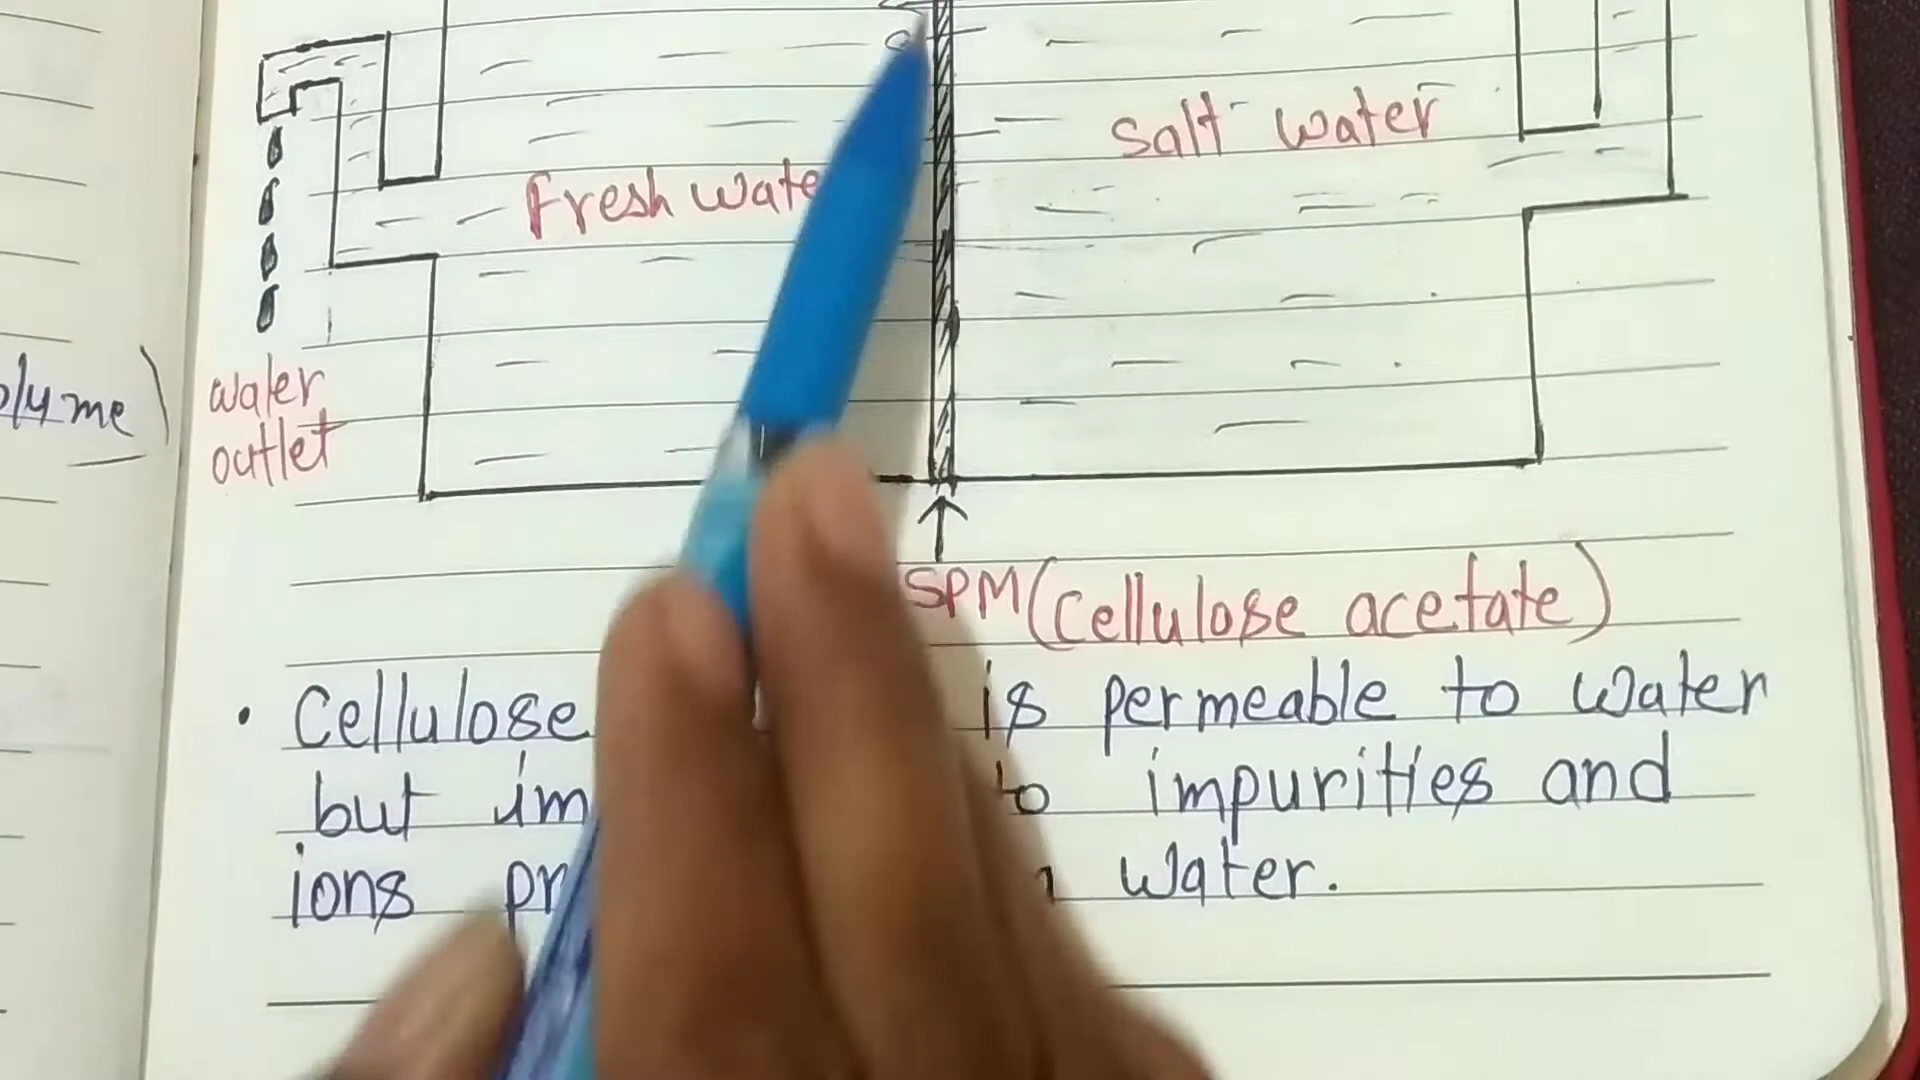 Salt water
Fresh wate
water
outlet
SPM (cellulose acetate)
• Cellulose is permeable to water
but im to impurities and
ions pr water.